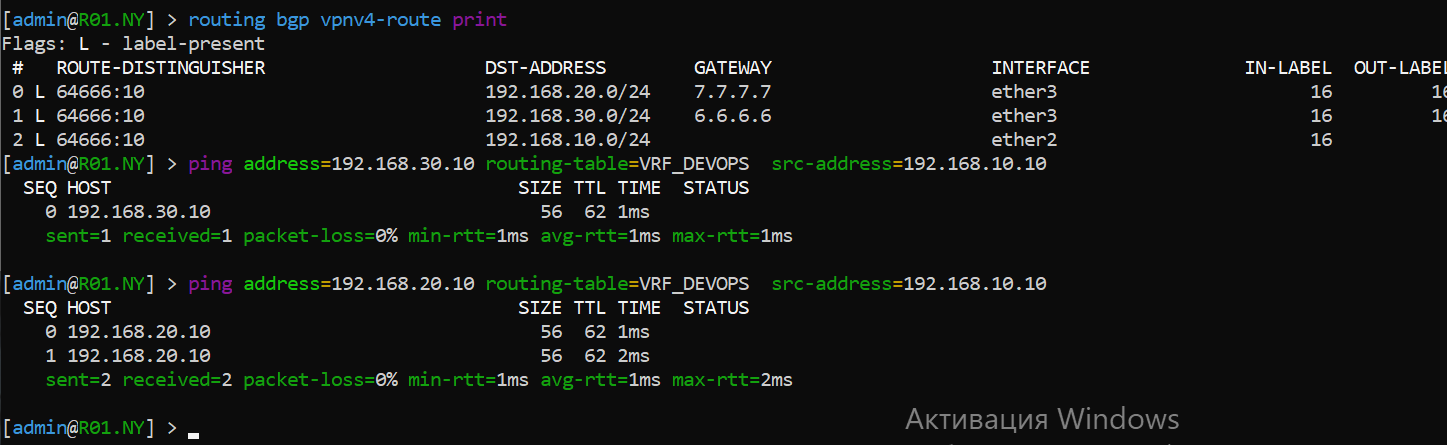 [admin@R01.NY] > routing bgp vpnv4-route print
Flags: L - label-present
# ROUTE-DISTINGUISHER DST-ADDRESS GATEWAY INTERFACE IN-LABEL OUT-LABEL
0 L 64666:10 192.168.20.0/24 7.7.7.7 ether3 16 16
1 L 64666:10 192.168.30.0/24 6.6.6.6 ether3 16 16
2 L 64666:10 192.168.10.0/24 ether2 16
[admin@R01.NY] > ping address=192.168.30.10 routing-table=VRF_DEVOPS src-address=192.168.10.10
SEQ HOST SIZE TTL TIME STATUS
0 192.168.30.10 56 62 1ms
sent=1 received=1 packet-loss=0% min-rtt=1ms avg-rtt=1ms max-rtt=1ms
[admin@R01.NY] > ping address=192.168.20.10 routing-table=VRF_DEVOPS src-address=192.168.10.10
SEQ HOST SIZE TTL TIME STATUS
0 192.168.20.10 56 62 1ms
1 192.168.20.10 56 62 2ms
sent=2 received=2 packet-loss=0% min-rtt=1ms avg-rtt=1ms max-rtt=2ms
[admin@R01.NY] >
Активация Windows